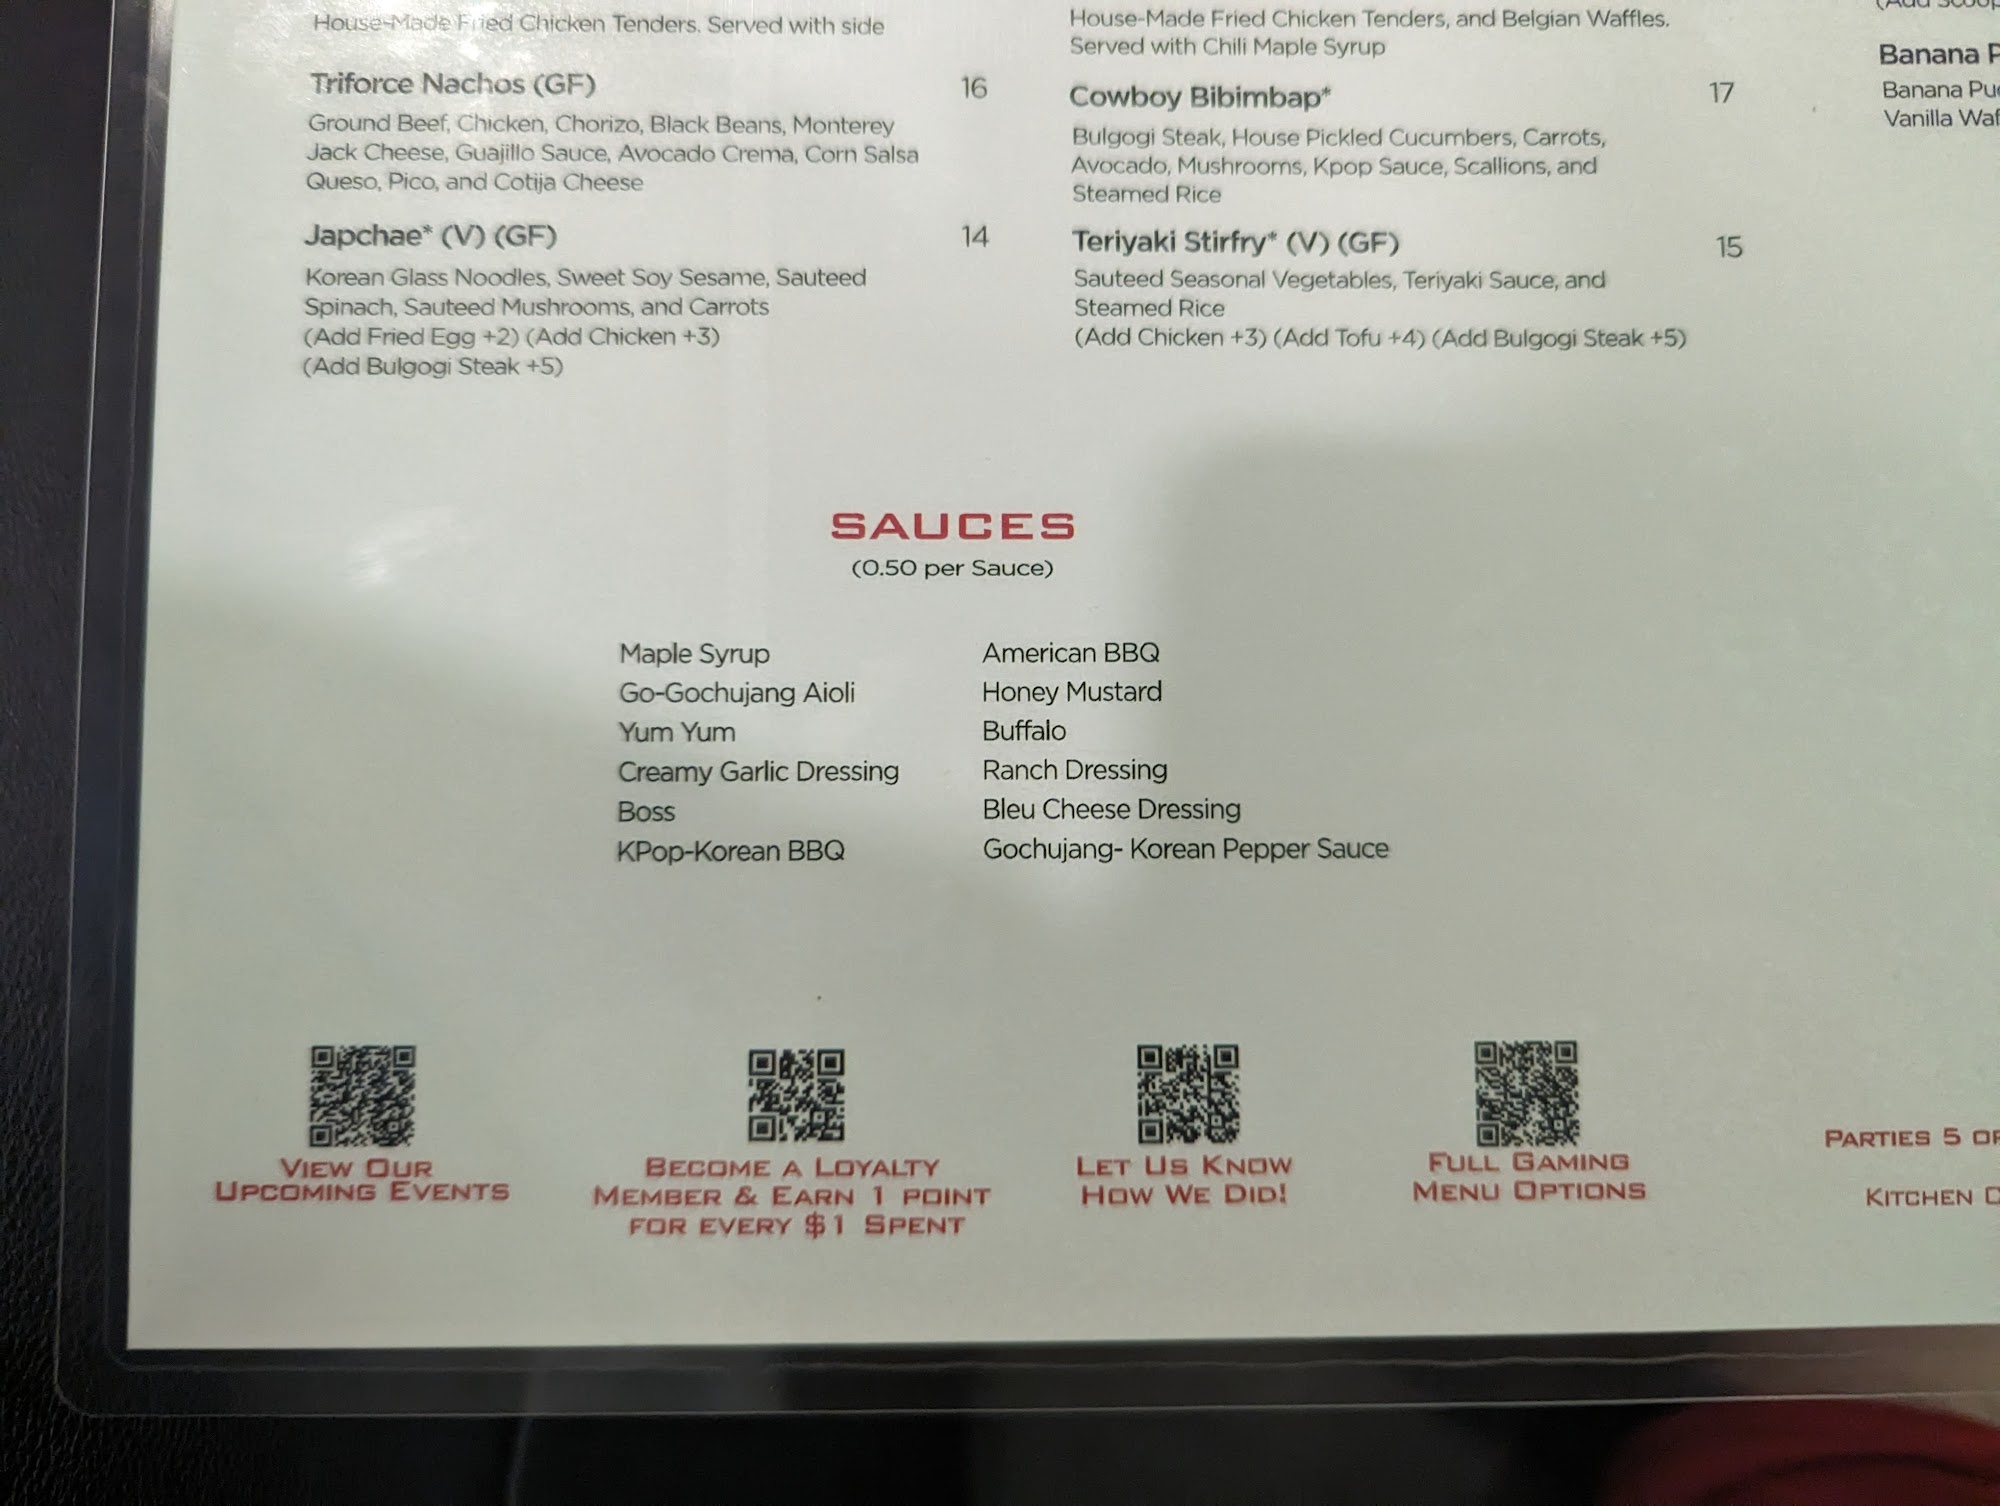 House-Made Fried Chicken Tenders. Served with side
Triforce Nachos (GF) 16
Ground Beef, Chicken, Chorizo, Black Beans, Monterey
Jack Cheese, Guajillo Sauce, Avocado Crema, Corn Salsa
Queso, Pico, and Cotija Cheese
Japchae* (V) (GF) 14
Korean Glass Noodles, Sweet Soy Sesame, Sauteed
Spinach, Sauteed Mushrooms, and Carrots
(Add Fried Egg +2) (Add Chicken +3)
(Add Bulgogi Steak +5)
House-Made Fried Chicken Tenders, and Belgian Waffles.
Served with Chili Maple Syrup
Cowboy Bibimbap* 17
Bulgogi Steak, House Pickled Cucumbers, Carrots,
Avocado, Mushrooms, Kpop Sauce, Scallions, and
Steamed Rice
Teriyaki Stirfry* (V) (GF) 15
Sauteed Seasonal Vegetables, Teriyaki Sauce, and
Steamed Rice
(Add Chicken +3) (Add Tofu +4) (Add Bulgogi Steak +5)
(Add
Banana
Banana
Vanilla
SAUCES
(0.50 per Sauce)
Maple Syrup
Go-Gochujang Aioli
Yum Yum
Creamy Garlic Dressing
Boss
KPop-Korean BBQ
American BBQ
Honey Mustard
Buffalo
Ranch Dressing
Bleu Cheese Dressing
Gochujang- Korean Pepper Sauce
VIEW OUR
UPCOMING EVENTS
BECOME A LOYALTY
MEMBER & EARN 1 POINT
FOR EVERY $1 SPENT
LET US KNOW
HOW WE DID!
FULL GAMING
MENU OPTIONS
PARTIES 5
KITCHEN